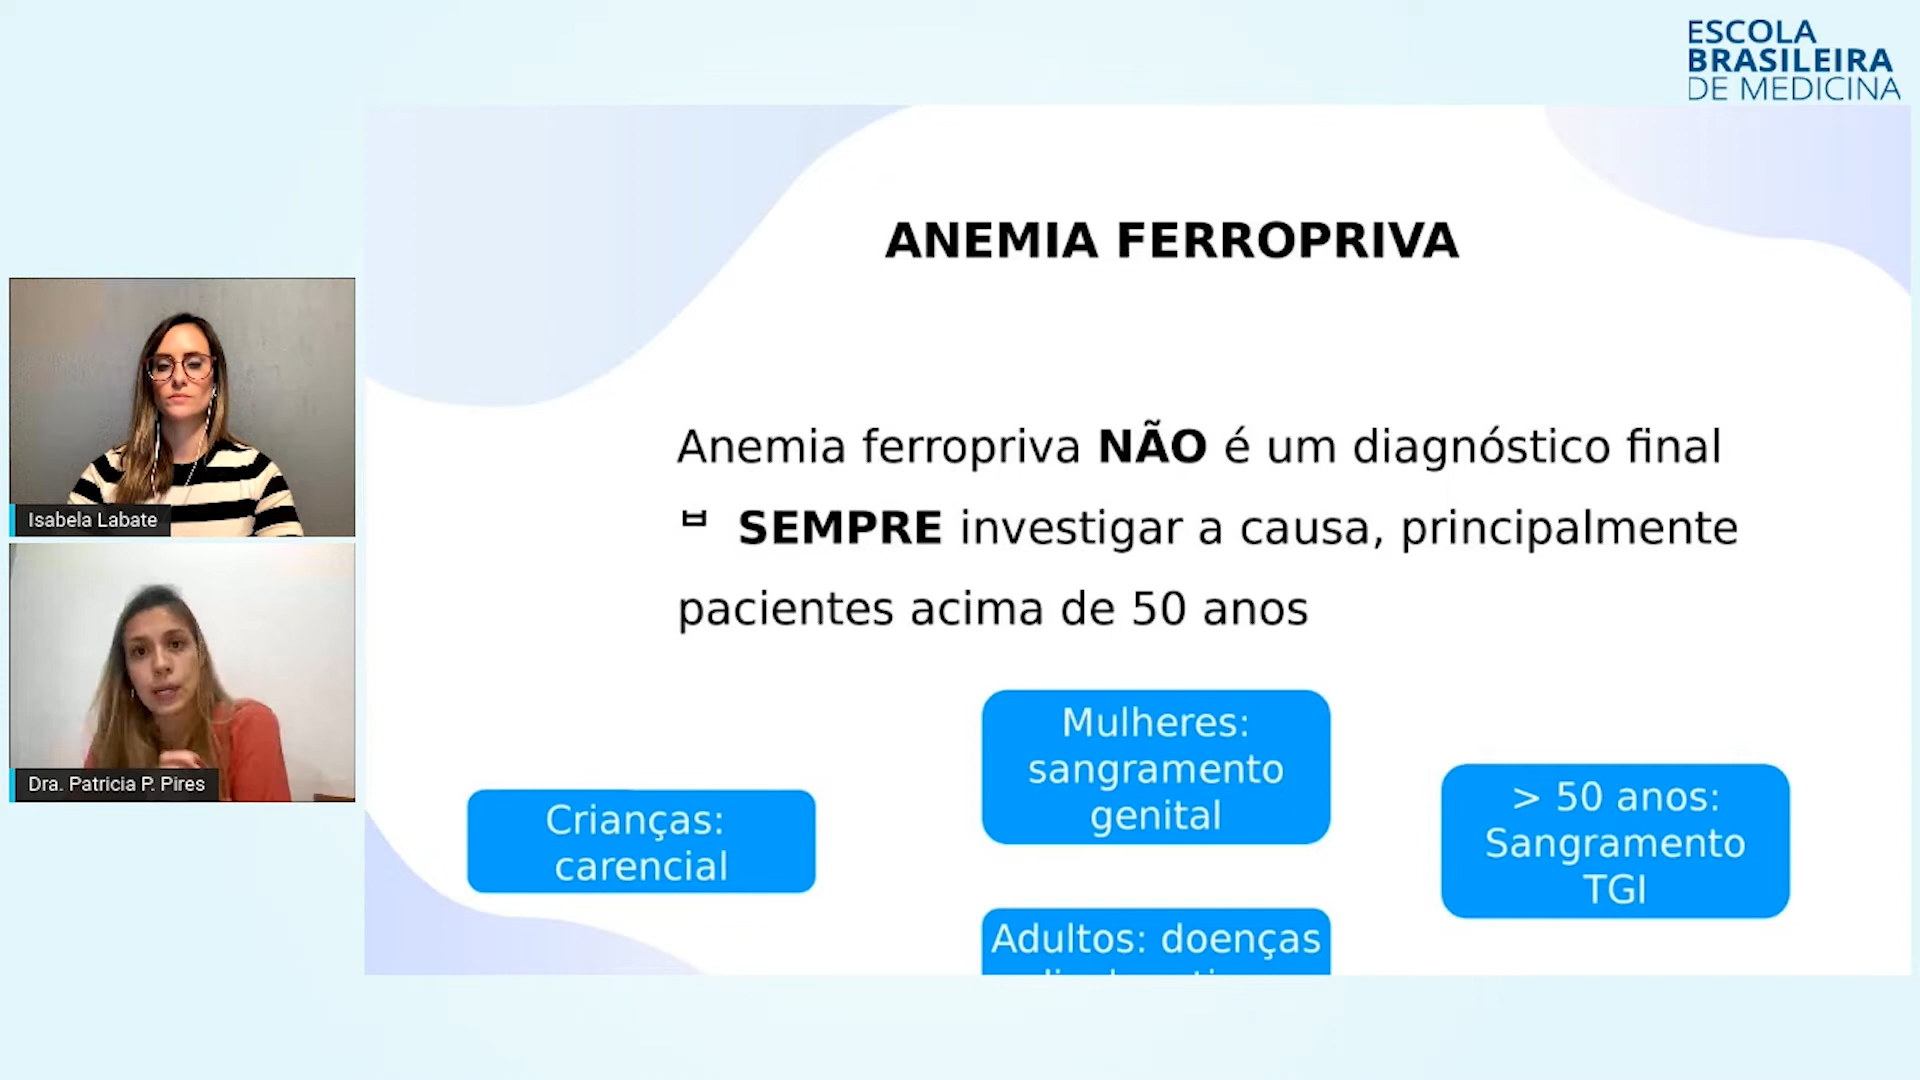 ESCOLA
BRASILEIRA
DE MEDICINA
ANEMIA FERROPRIVA
Anemia ferropriva NÃO é um diagnóstico final
SEMPRE investigar a causa, principalmente
pacientes acima de 50 anos
Mulheres:
sangramento
genital
> 50 anos:
Sangramento
TGI
Crianças:
carencial
Adultos: doenças
Isabela Labate
Dra. Patricia P. Pires